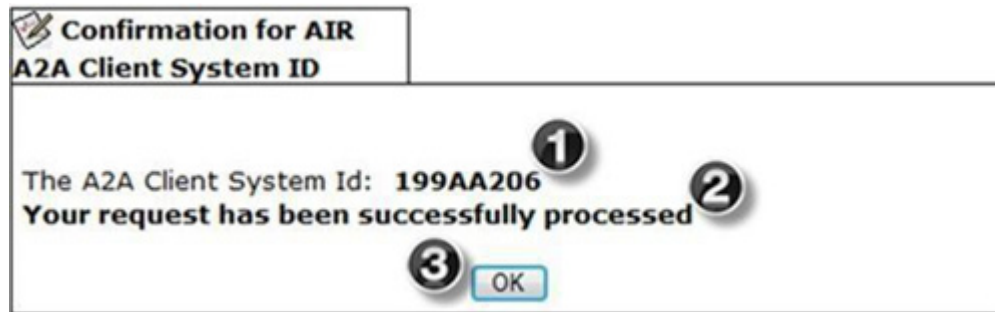 Confirmation for AIR
A2A Client System ID
1
The A2A Client System Id: 199AA206
2
Your request has been successfully processed
3
OK